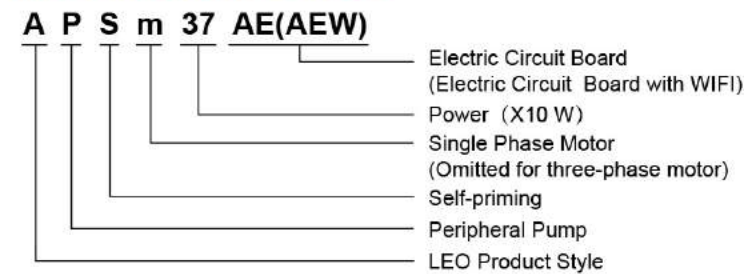 A P S m 37 AE(AEW)
Electric Circuit Board
(Electric Circuit Board with WIFI)
Power（X10 W）
Single Phase Motor
(Omitted for three-phase motor)
Self-priming
Peripheral Pump
LEO Product Style